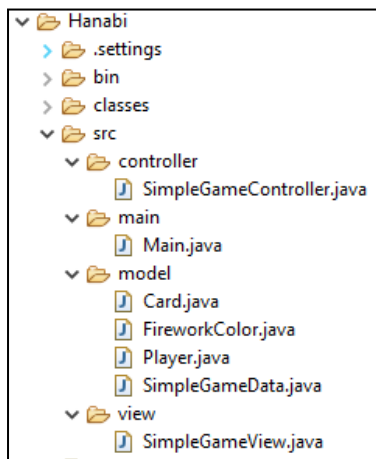 Hanabi
.settings
bin
classes
src
controller
SimpleGameController.java
main
Main.java
model
Card.java
FireworkColor.java
Player.java
SimpleGameData.java
view
SimpleGameView.java